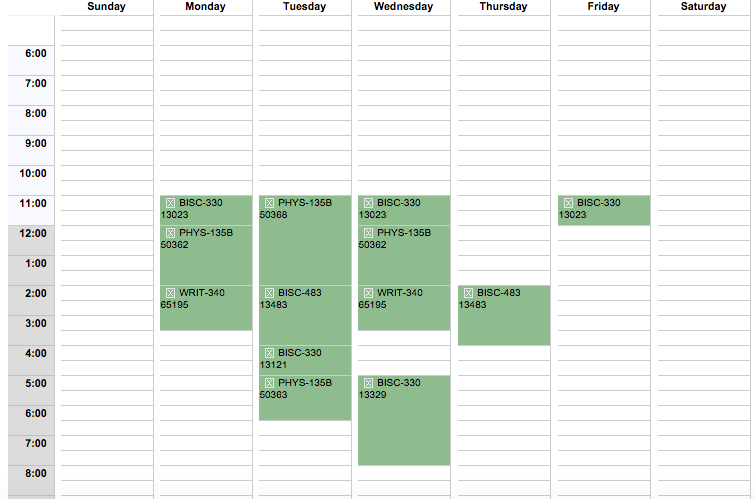 Sunday Monday Tuesday Wednesday Thursday Friday Saturday
6:00
7:00
8:00
9:00
10:00
11:00
BISC-330 PHYS-135B BISC-330 BISC-330
13023 50368 13023 13023
12:00
PHYS-135B PHYS-135B
50362 50362
1:00
2:00
WRIT-340 BISC-483 WRIT-340 BISC-483
65195 13483 65195 13483
3:00
4:00
BISC-330
13121
5:00
PHYS-135B BISC-330
50363 13329
6:00
7:00
8:00